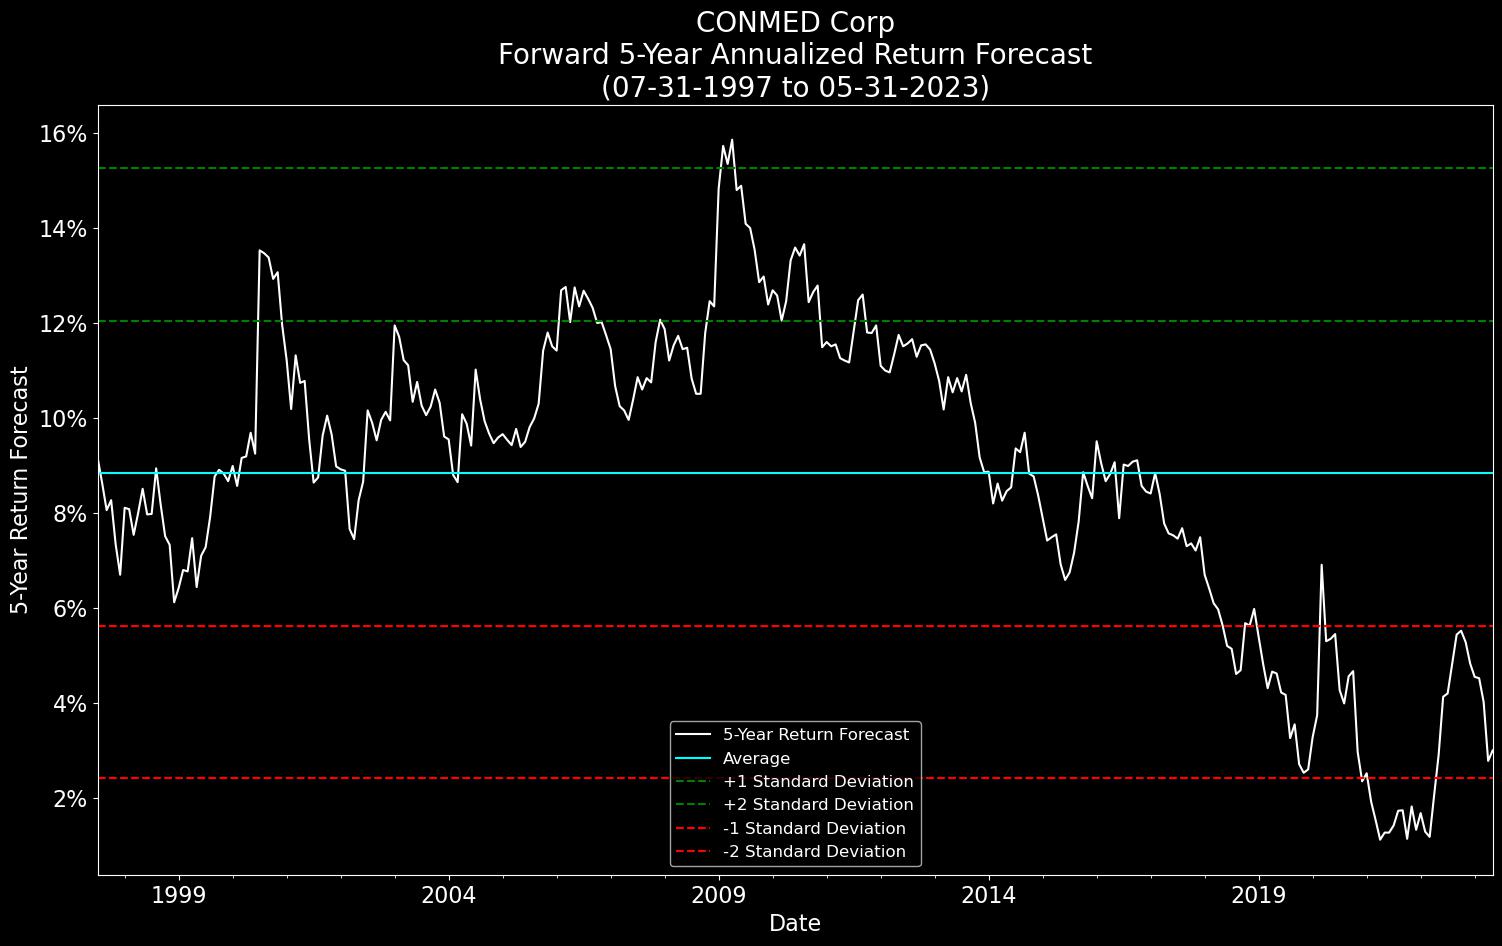 CONMED Corp
Forward 5-Year Annualized Return Forecast
(07-31-1997 to 05-31-2023)
16%
14%
12%
10%
8%
6%
4%
2%
5-Year Return Forecast
5-Year Return Forecast
Average
+1 Standard Deviation
+2 Standard Deviation
-1 Standard Deviation
-2 Standard Deviation
1999 2004 2009 2014 2019
Date